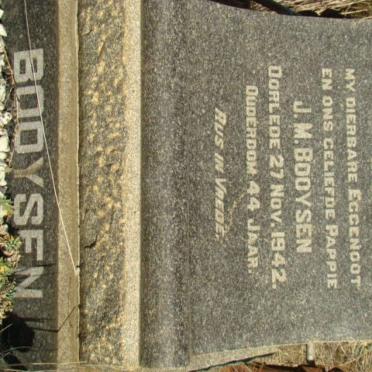 MY DIERBARE EGGENOOT
EN ONS GELIEFDE PAPPIE
J.M. BOOYSEN
OORLEDE 27 NOV. 1942.
OUDERDOM 44 JAAR.
RUS IN VREDE.
BOOYSEN